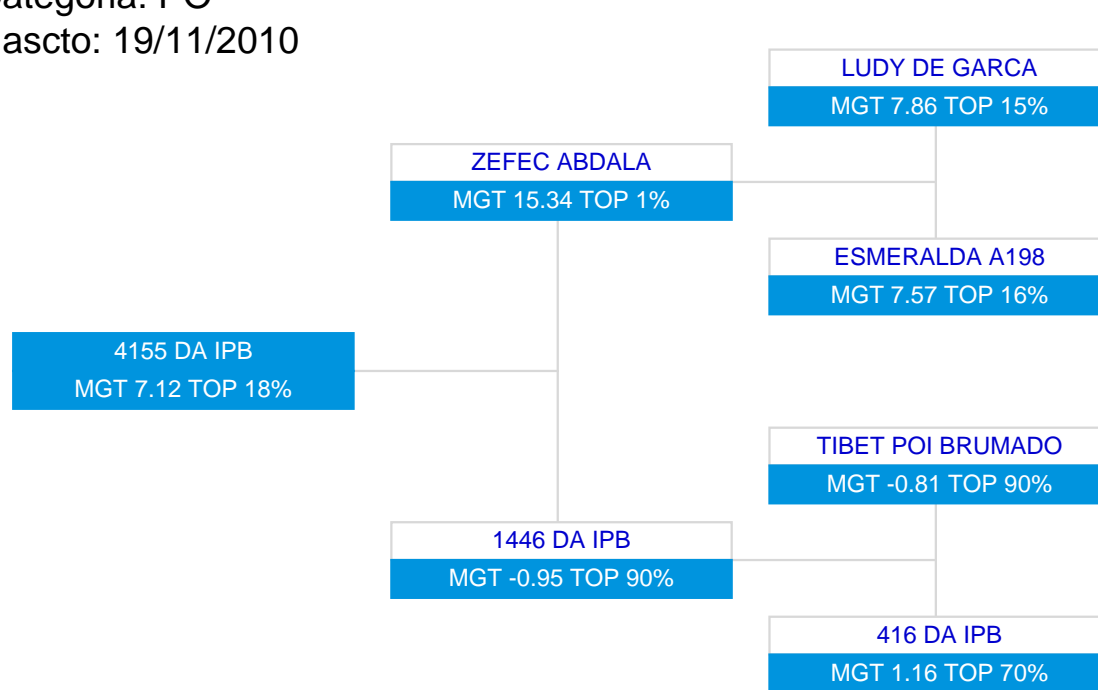 ascto: 19/11/2010
LUDY DE GARCA
MGT 7.86 TOP 15%
ZEFEC ABDALA
MGT 15.34 TOP 1%
ESMERALDA A198
MGT 7.57 TOP 16%
4155 DA IPB
MGT 7.12 TOP 18%
TIBET POI BRUMADO
MGT -0.81 TOP 90%
1446 DA IPB
MGT -0.95 TOP 90%
416 DA IPB
MGT 1.16 TOP 70%